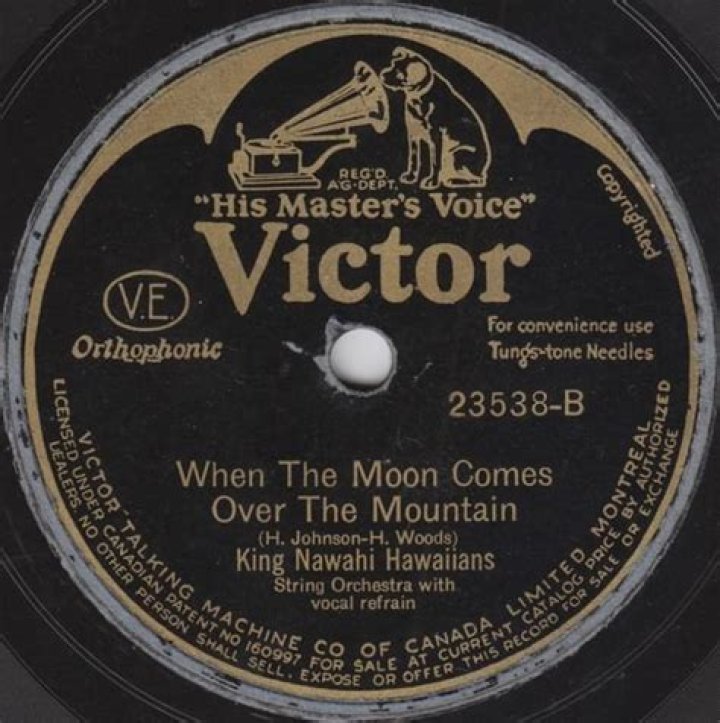 REG'D.
AG·DEPT.
"His Master's Voice"
Victor
Copyrighted
V.E.
Orthophonic
For convenience use
Tungs-tone Needles
23538-B
When The Moon Comes
Over The Mountain
(H. Johnson-H. Woods)
King Nawahi Hawaiians
String Orchestra with
vocal refrain
VICTOR TALKING MACHINE CO OF CANADA LIMITED, MONTREAL
LICENSED UNDER CANADIAN PATENT NO 160997, FOR SALE AT CURRENT CATALOG PRICE BY AUTHORIZED
DEALERS. NO OTHER PERSON SHALL SELL, EXPOSE OR OFFER THIS RECORD FOR SALE OR EXCHANGE